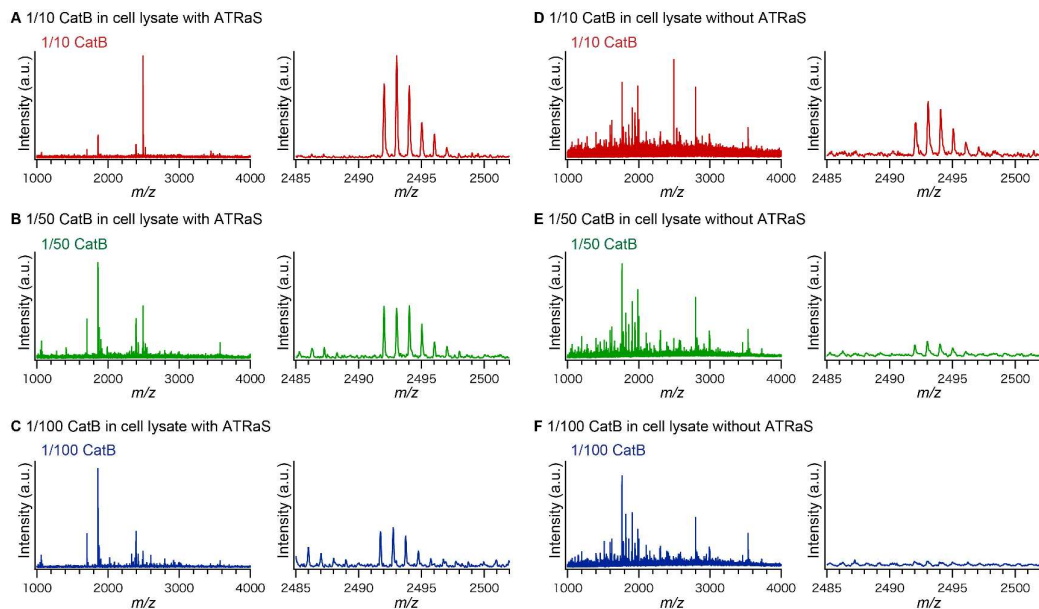 A 1/10 CatB in cell lysate with ATRaS
1/10 CatB
Intensity (a.u.)
1000 2000 3000 4000
m/z
Intensity (a.u.)
2485 2490 2495 2500
m/z
D 1/10 CatB in cell lysate without ATRaS
1/10 CatB
Intensity (a.u.)
1000 2000 3000 4000
m/z
Intensity (a.u.)
2485 2490 2495 2500
m/z
B 1/50 CatB in cell lysate with ATRaS
1/50 CatB
Intensity (a.u.)
1000 2000 3000 4000
m/z
Intensity (a.u.)
2485 2490 2495 2500
m/z
E 1/50 CatB in cell lysate without ATRaS
1/50 CatB
Intensity (a.u.)
1000 2000 3000 4000
m/z
Intensity (a.u.)
2485 2490 2495 2500
m/z
C 1/100 CatB in cell lysate with ATRaS
1/100 CatB
Intensity (a.u.)
1000 2000 3000 4000
m/z
Intensity (a.u.)
2485 2490 2495 2500
m/z
F 1/100 CatB in cell lysate without ATRaS
1/100 CatB
Intensity (a.u.)
1000 2000 3000 4000
m/z
Intensity (a.u.)
2485 2490 2495 2500
m/z